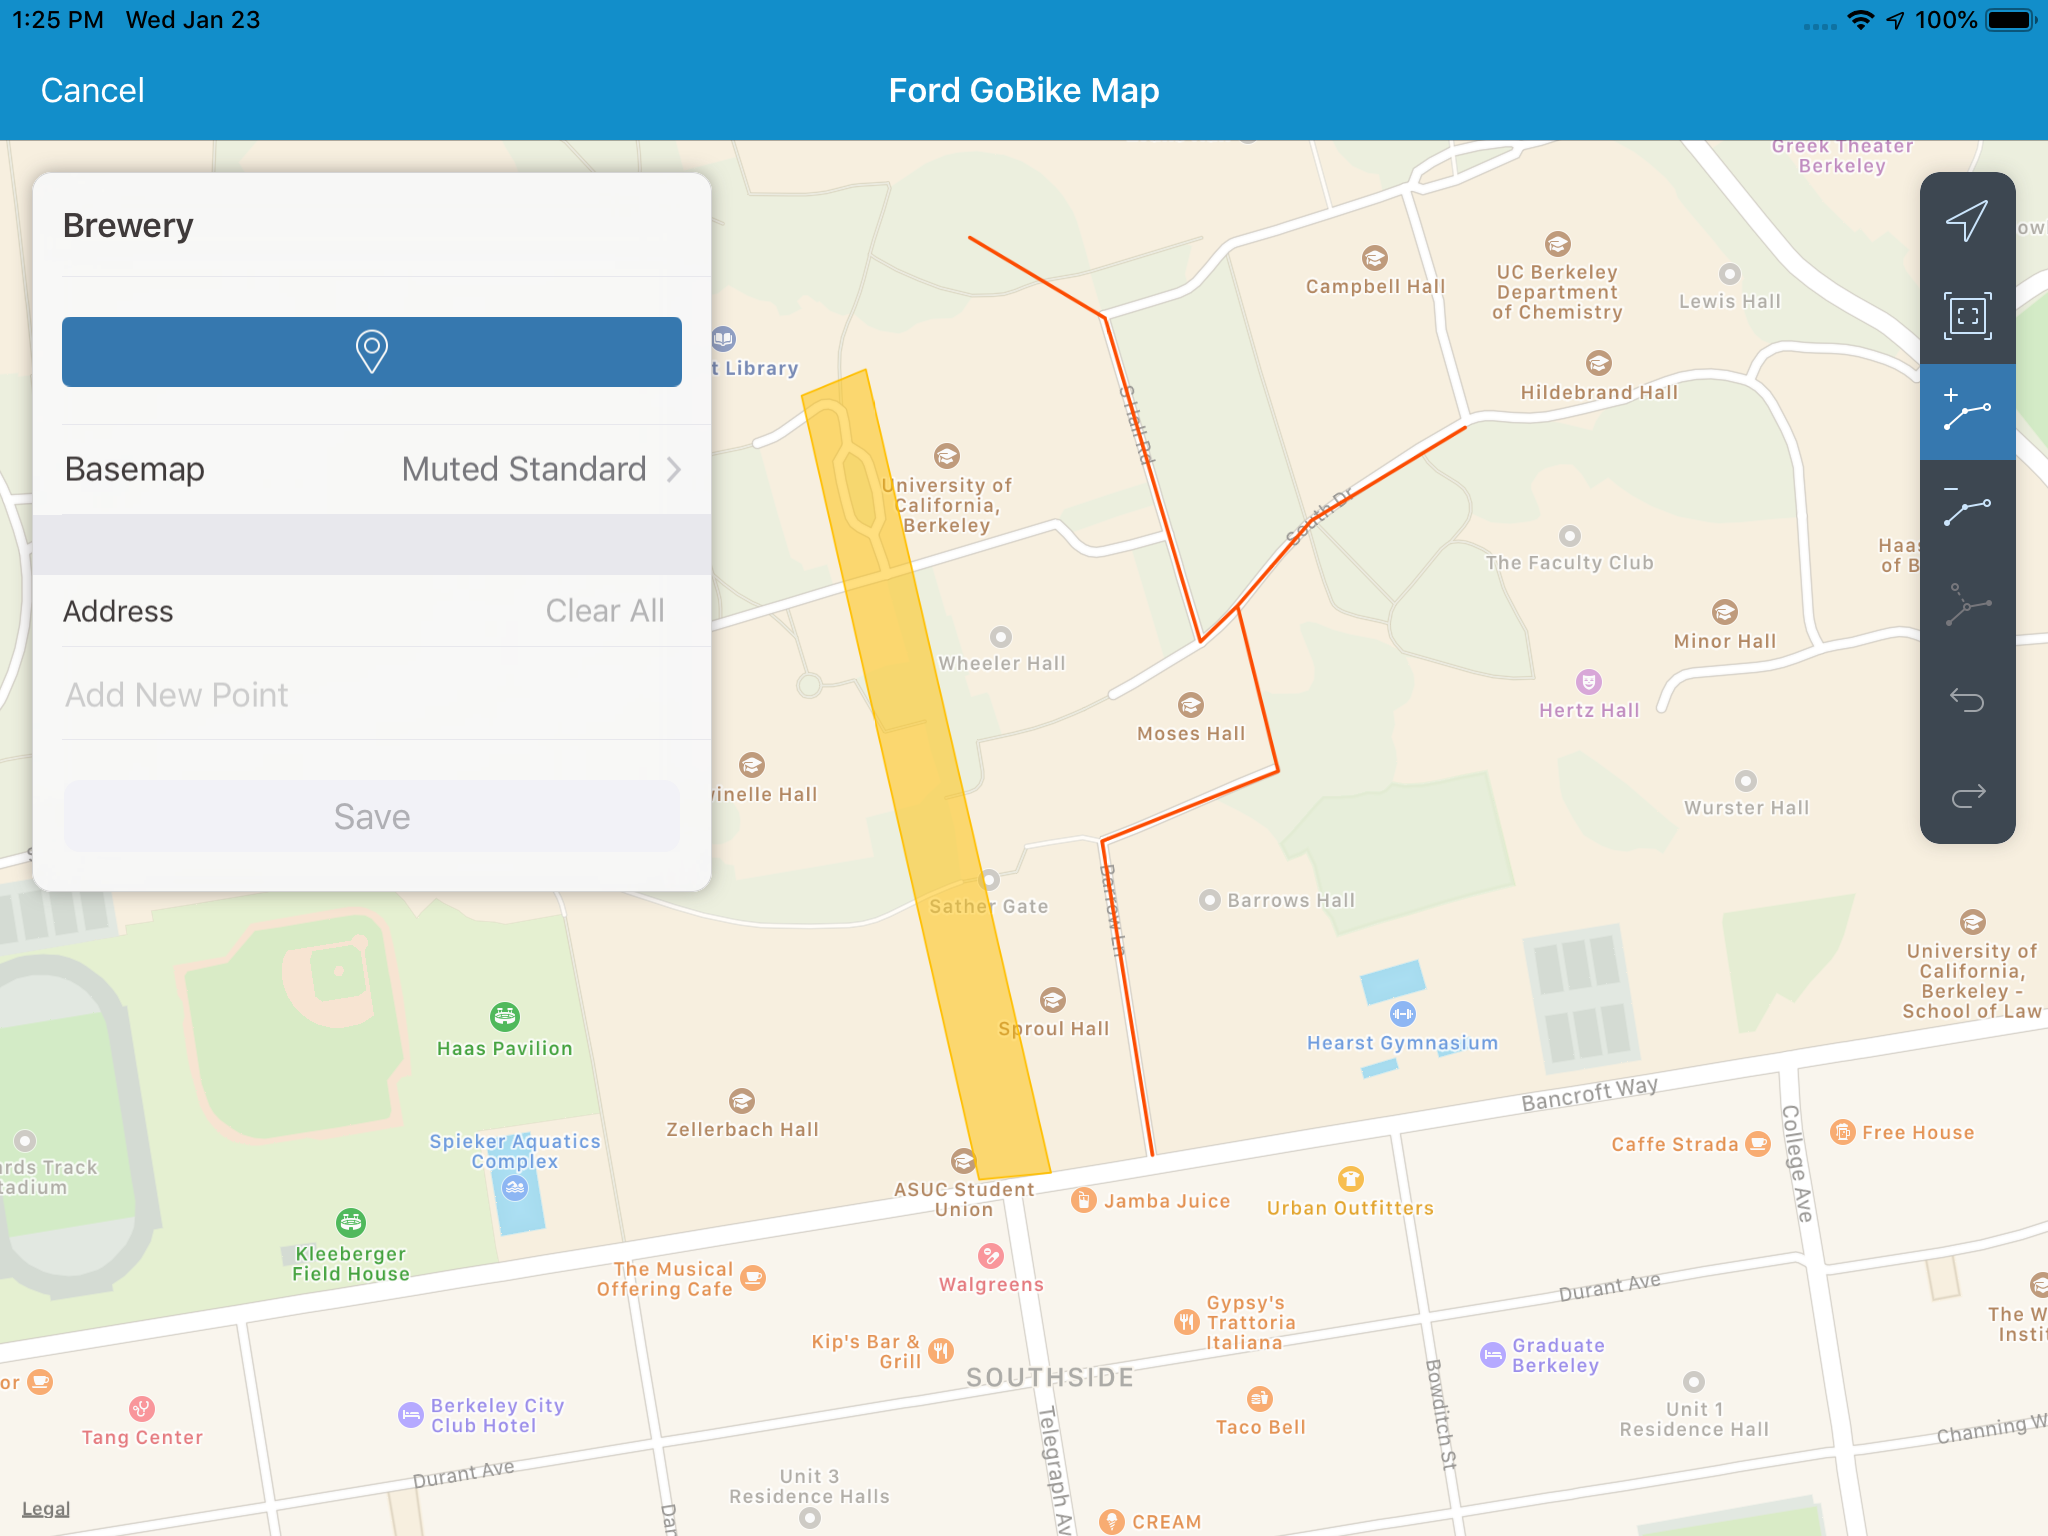 1:25 PM Wed Jan 23
100%
Cancel
Ford GoBike Map
Brewery
Basemap
Muted Standard
Address
Clear All
Add New Point
Save
Greek Theater
Berkeley
Campbell Hall
UC Berkeley
Department
of Chemistry
Lewis Hall
Library
Hildebrand Hall
S Hall Rd
University of
California,
Berkeley
South Dr
The Faculty Club
Minor Hall
Wheeler Hall
Hertz Hall
Moses Hall
Wurster Hall
Hall
Barrow Ln
Sather Gate
Barrows Hall
University of
California,
Berkeley -
School of Law
Sproul Hall
Haas Pavilion
Hearst Gymnasium
Bancroft Way
Zellerbach Hall
College Ave
Caffe Strada
Free House
Spieker Aquatics
Complex
Track
ASUC Student
Union
Jamba Juice
Urban Outfitters
Kleeberger
Field House
The Musical
Offering Cafe
Walgreens
Durant Ave
Gypsy's
Trattoria
Italiana
Kip's Bar &
Grill
SOUTHSIDE
Graduate
Berkeley
The W
Bowditch St
Berkeley City
Club Hotel
Telegraph Av
Taco Bell
Unit 1
Residence Hall
Tang Center
Channing W
Durant Ave
Unit 3
Residence Halls
Legal
CREAM